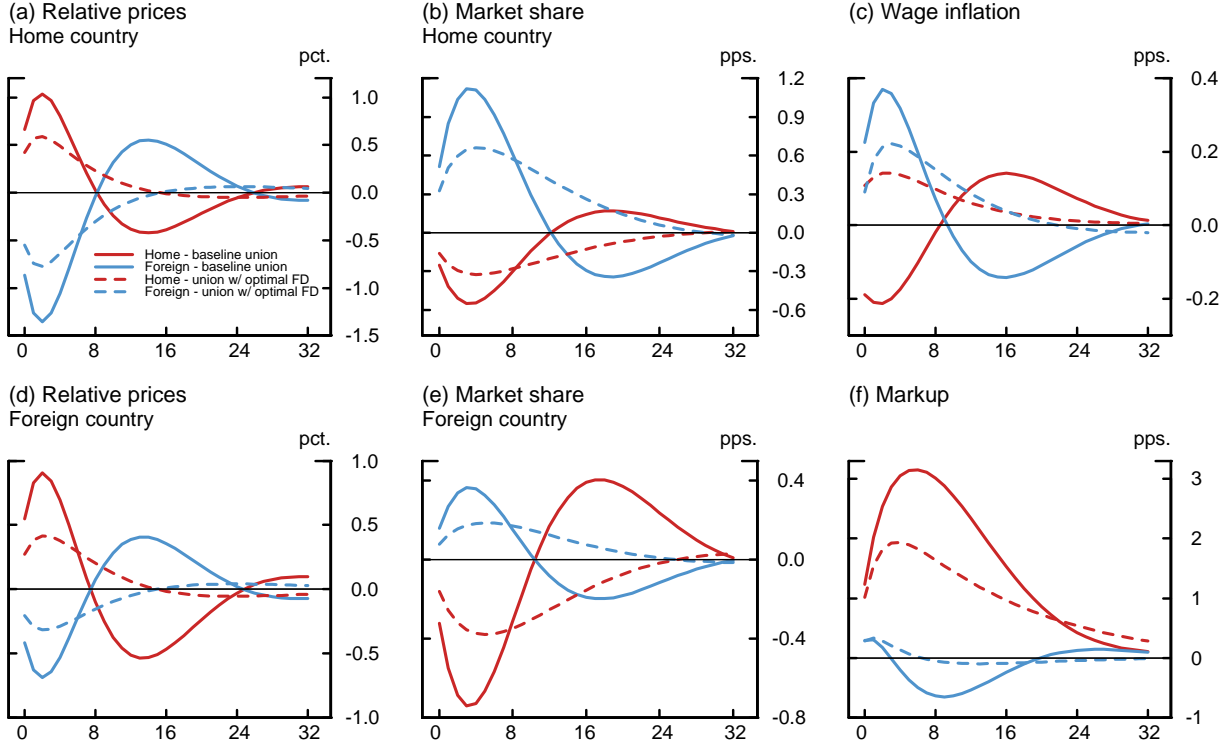 (a) Relative prices
Home country
pct.
1.0
0.5
0.0
-0.5
-1.0
-1.5
0 8 16 24 32
Home - baseline union
Foreign - baseline union
Home - union w/ optimal FD
Foreign - union w/ optimal FD
(b) Market share
Home country
pps.
1.2
0.9
0.6
0.3
0.0
-0.3
-0.6
-0.9
0 8 16 24 32
(c) Wage inflation
pps.
0.4
0.2
0.0
-0.2
0 8 16 24 32
(d) Relative prices
Foreign country
pct.
1.0
0.5
0.0
-0.5
-1.0
0 8 16 24 32
(e) Market share
Foreign country
pps.
0.4
0.0
-0.4
-0.8
0 8 16 24 32
(f) Markup
pps.
3
2
1
0
-1
0 8 16 24 32